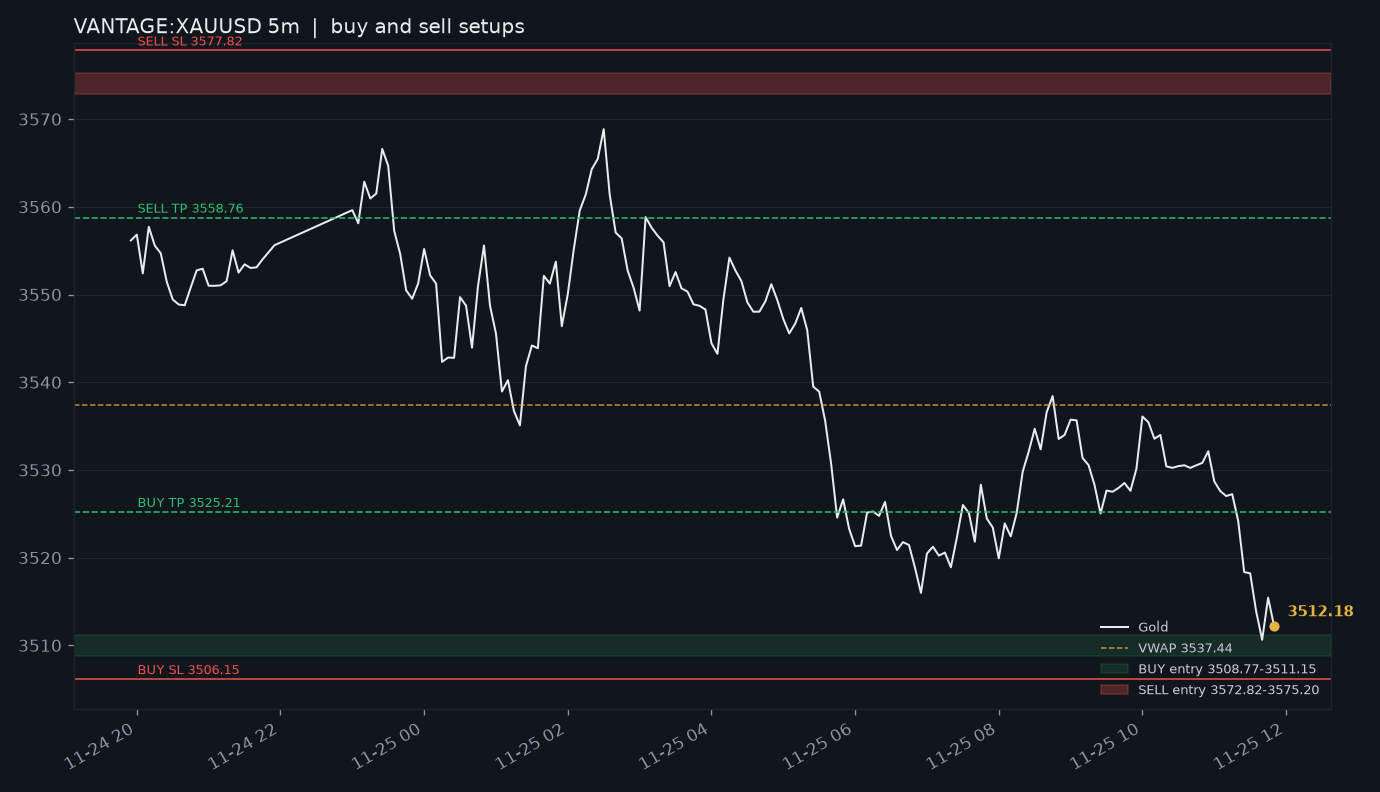 VANTAGE:XAUUSD 5m | buy and sell setups
SELL SL 3577.82
3570
3560
SELL TP 3558.76
3550
3540
3530
BUY TP 3525.21
3520
3512.18
3510
BUY SL 3506.15
Gold
VWAP 3537.44
BUY entry 3508.77-3511.15
SELL entry 3572.82-3575.20
11-24 20
11-24 22
11-25 00
11-25 02
11-25 04
11-25 06
11-25 08
11-25 10
11-25 12